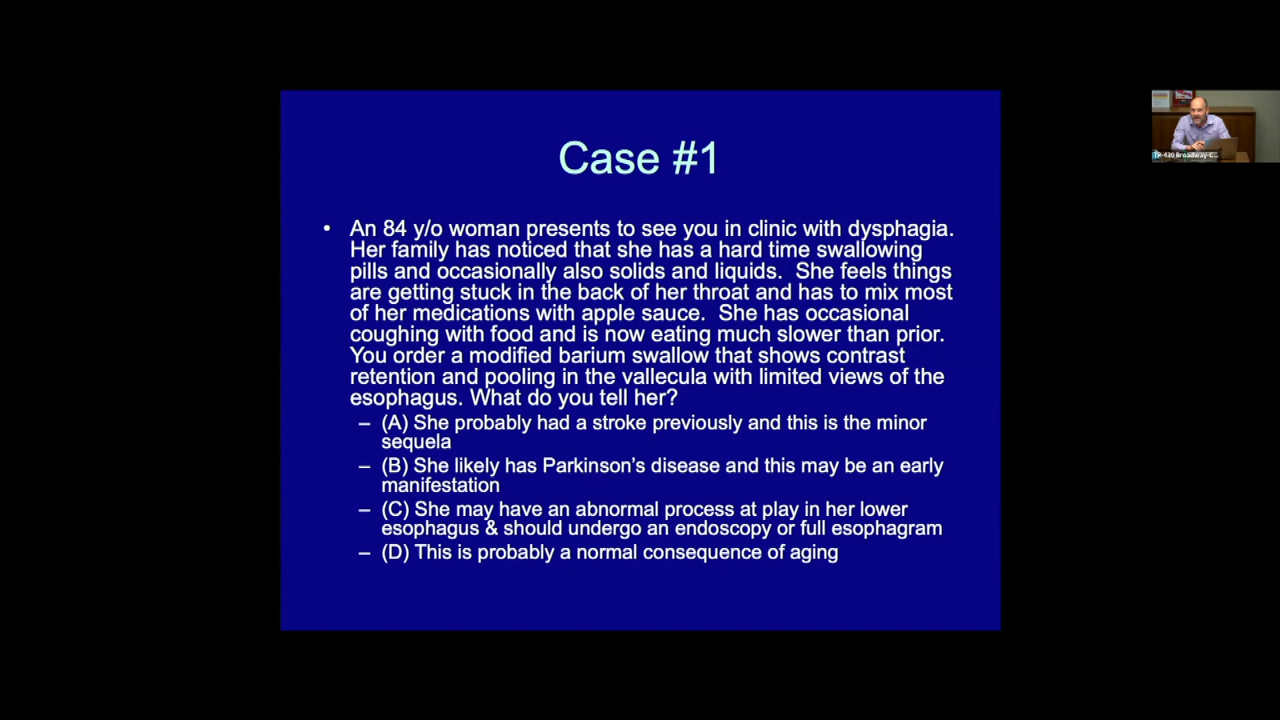 Case #1
• An 84 y/o woman presents to see you in clinic with dysphagia.
Her family has noticed that she has a hard time swallowing
pills and occasionally also solids and liquids.  She feels things
are getting stuck in the back of her throat and has to mix most
of her medications with apple sauce.  She has occasional
coughing with food and is now eating much slower than prior.
You order a modified barium swallow that shows contrast
retention and pooling in the vallecula with limited views of the
esophagus. What do you tell her?
– (A) She probably had a stroke previously and this is the minor
sequela
– (B) She likely has Parkinson's disease and this may be an early
manifestation
– (C) She may have an abnormal process at play in her lower
esophagus & should undergo an endoscopy or full esophagram
– (D) This is probably a normal consequence of aging
TP-430 Broadway-C...